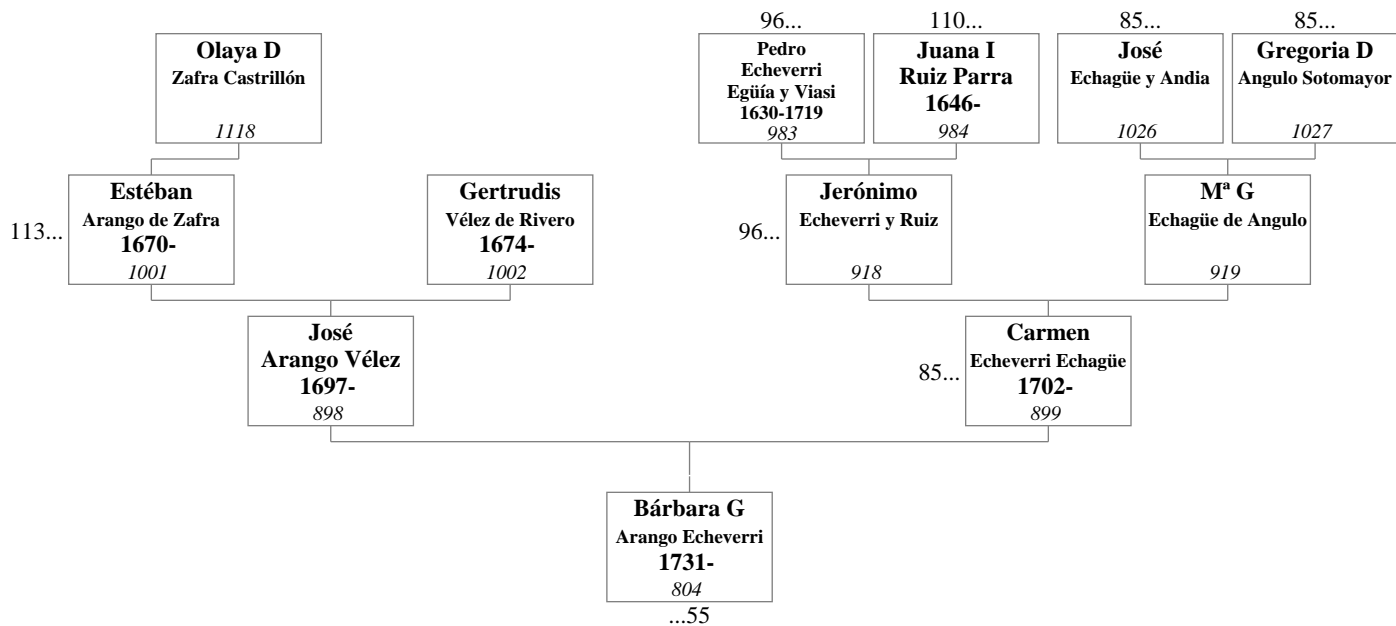 96...
110...
85...
85...
Olaya D
Zafra Castrillón
1118
Pedro
Echeverri
Egüía y Viasi
1630-1719
983
Juana I
Ruiz Parra
1646-
984
José
Echagüe y Andia
1026
Gregoria D
Angulo Sotomayor
1027
113...
Estéban
Arango de Zafra
1670-
1001
Gertrudis
Vélez de Rivero
1674-
1002
96...
Jerónimo
Echeverri y Ruiz
918
Mª G
Echagüe de Angulo
919
José
Arango Vélez
1697-
898
85...
Carmen
Echeverri Echagüe
1702-
899
Bárbara G
Arango Echeverri
1731-
804
...55